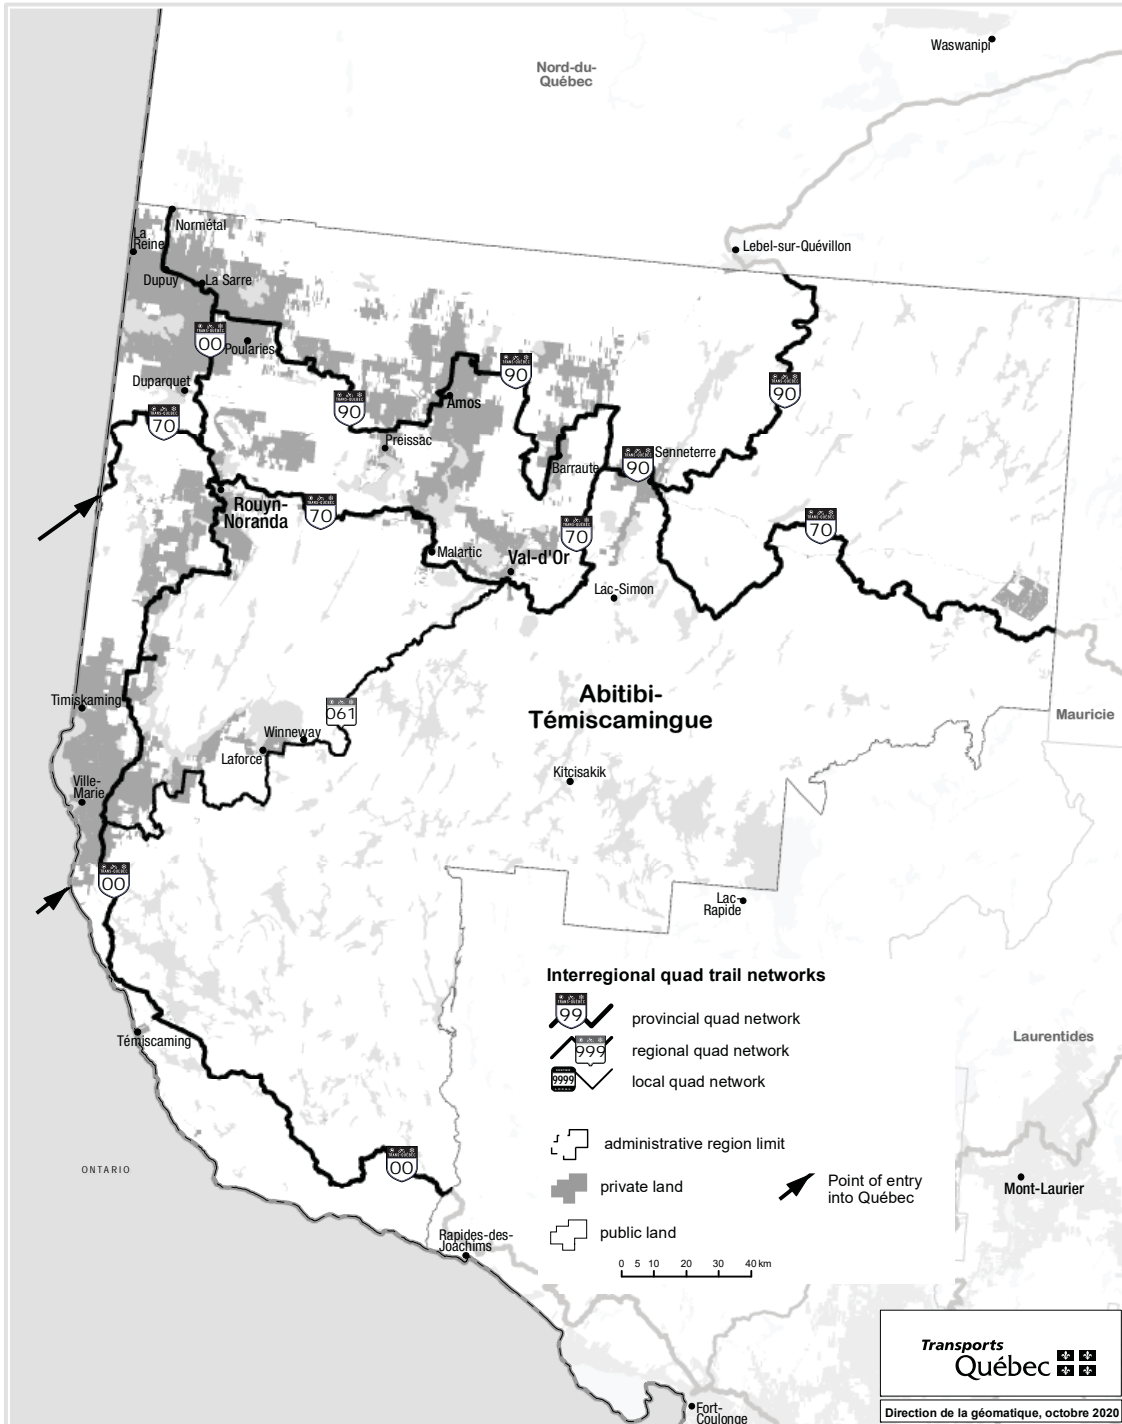 Waswanipi
Nord-du-
Québec
Normétal
La
Reine
Lebel-sur-Quévillon
Dupuy
La Sarre
00
Poularies
90
Duparquet
90
90
Amos
70
Preissac
Barraute
90
Senneterre
Rouyn-
Noranda
70
70
70
Malartic
Val-d'Or
Lac-Simon
Abitibi-
Témiscamingue
Timiskaming
061
Mauricie
Winneway
Laforce
Kitcisakik
Ville-
Marie
00
Lac-
Rapide
Interregional quad trail networks
99
provincial quad network
999
regional quad network
9999
local quad network
Laurentides
Témiscaming
administrative region limit
ONTARIO
00
private land
Point of entry
into Québec
Mont-Laurier
public land
Rapides-des-
Joachims
0 5 10 20 30 40 km
Transports
Québec
Direction de la géomatique, octobre 2020
Fort-
Coulonge